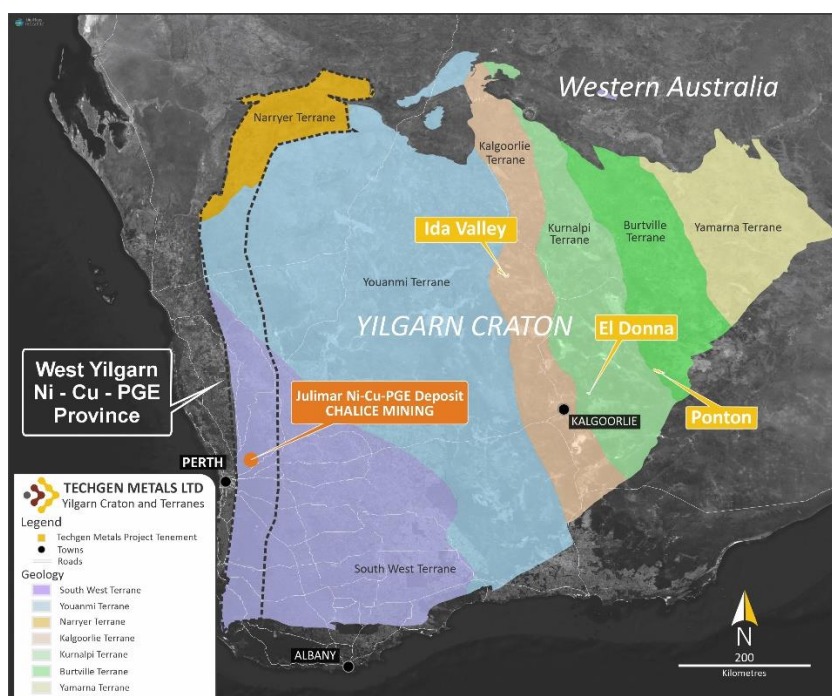 Western Australia
Narryer Terrane
Kalgoorlie
Terrane
Ida Valley
Kurnalpi
Terrane
Burtville
Terrane
Yamarna Terrane
Youanmi Terrane
YILGARN CRATON
El Donna
West Yilgarn
Ni - Cu - PGE
Province
Julimar Ni-Cu-PGE Deposit
CHALICE MINING
KALGOORLIE
Ponton
PERTH
TECHGEN METALS LTD
Yilgarn Craton and Terranes
Legend
Techgen Metals Project Tenement
Towns
Roads
Geology
South West Terrane
Youanmi Terrane
Narryer Terrane
Kalgoorlie Terrane
Kurnalpi Terrane
Burtville Terrane
Yamarna Terrane
South West Terrane
ALBANY
N
200
Kilometres